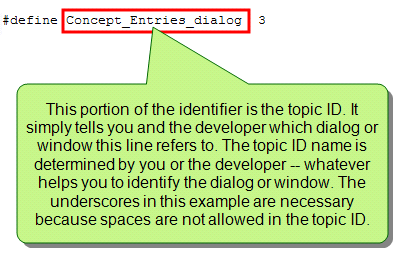 #define Concept_Entries_dialog 3
This portion of the identifier is the topic ID. It
simply tells you and the developer which dialog or
window this line refers to. The topic ID name is
determined by you or the developer -- whatever
helps you to identify the dialog or window. The
underscores in this example are necessary
because spaces are not allowed in the topic ID.